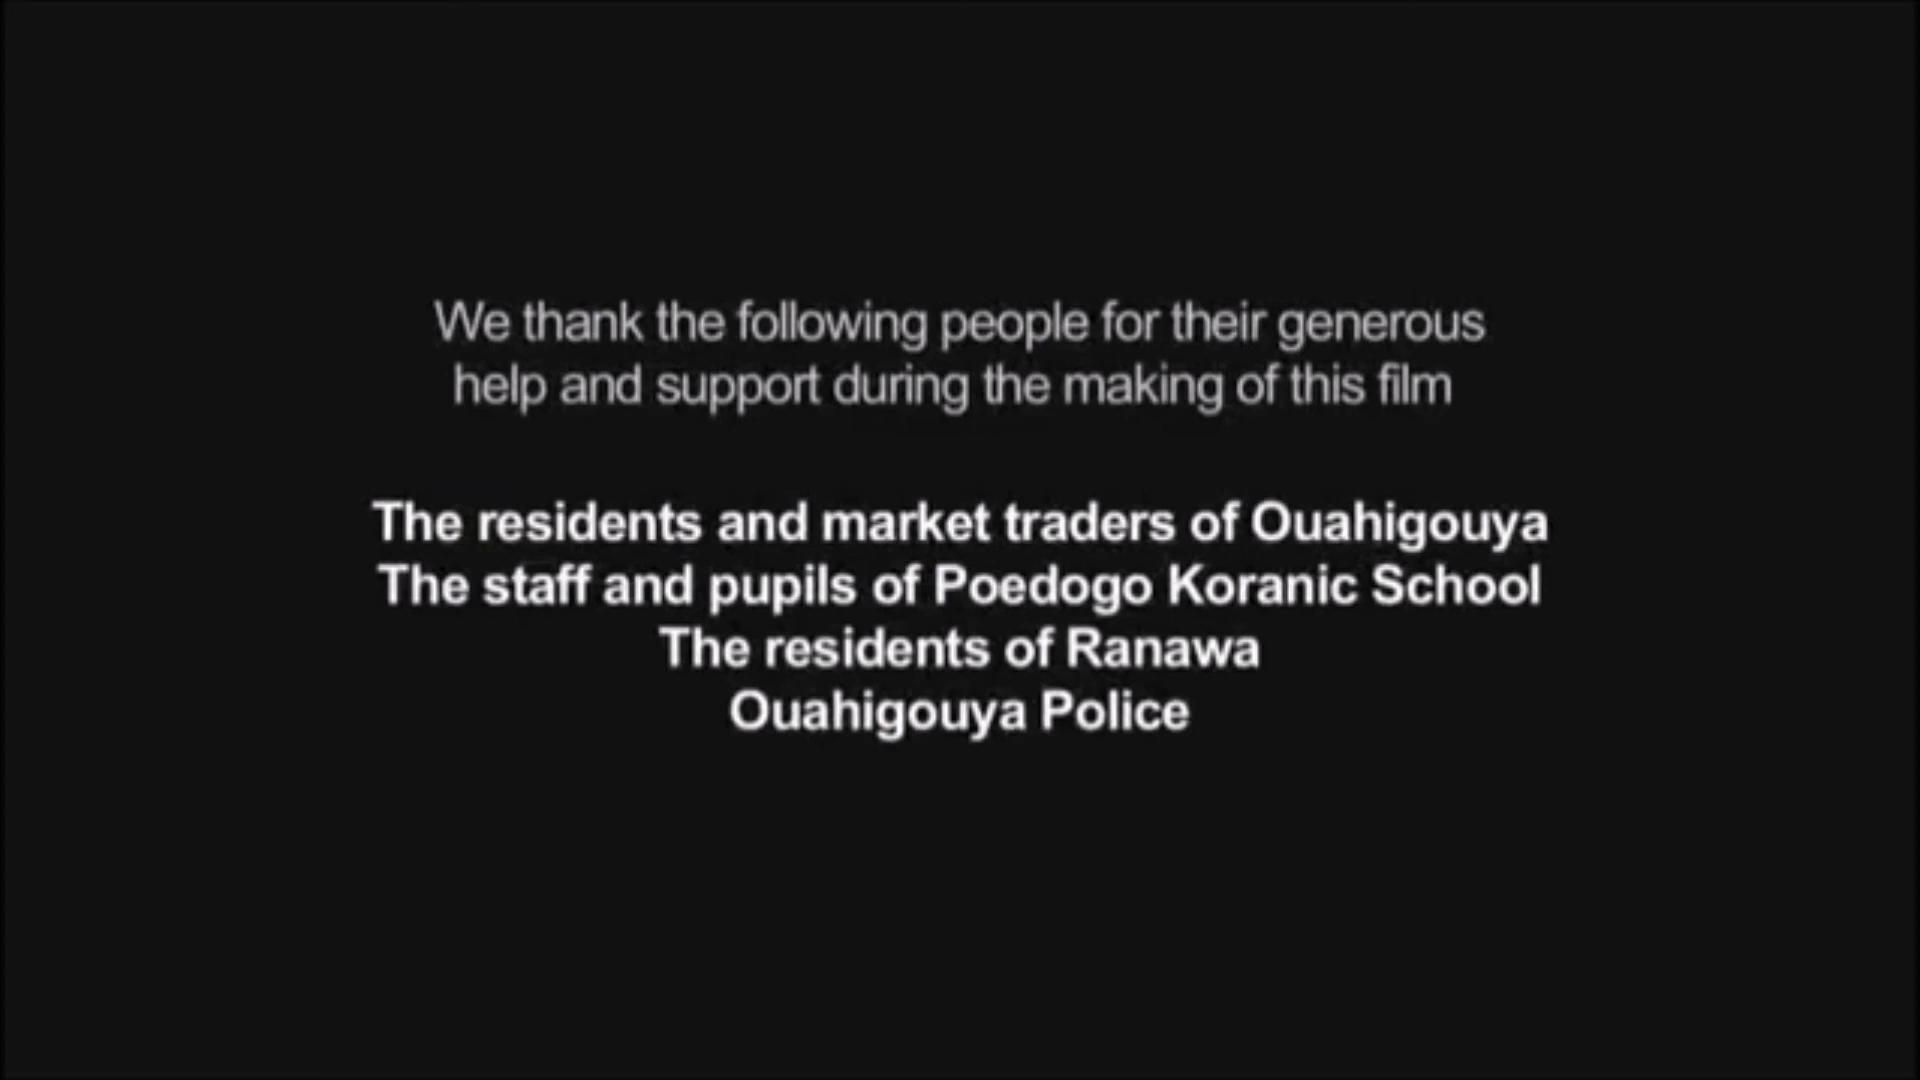 We thank the following people for their generous
help and support during the making of this film
The residents and market traders of Ouahigouya
The staff and pupils of Poedogo Koranic School
The residents of Ranawa
Ouahigouya Police